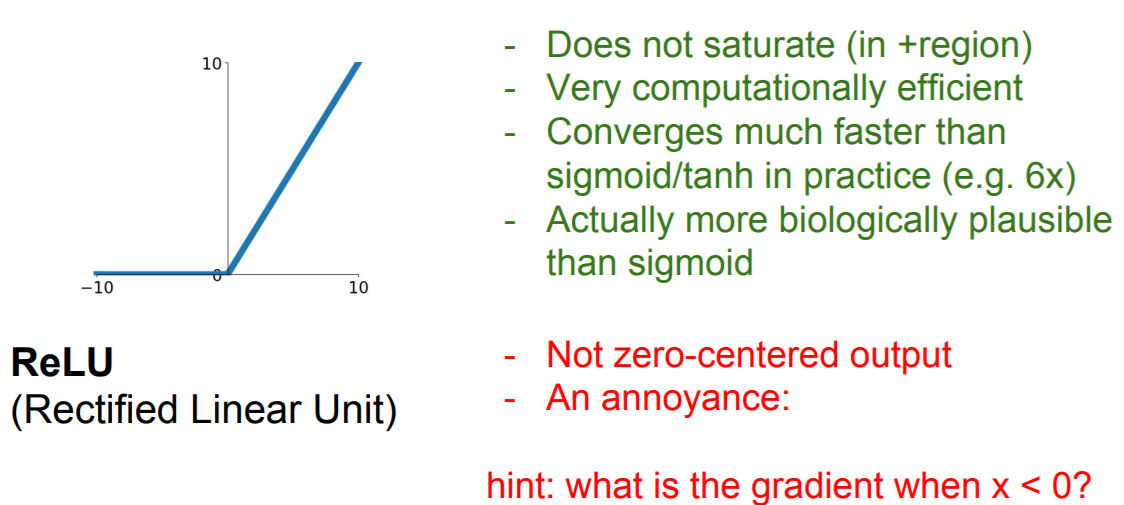 10
0
−10
10
ReLU
(Rectified Linear Unit)
- Does not saturate (in +region)
- Very computationally efficient
- Converges much faster than
sigmoid/tanh in practice (e.g. 6x)
- Actually more biologically plausible
than sigmoid
- Not zero-centered output
- An annoyance:
hint: what is the gradient when x < 0?